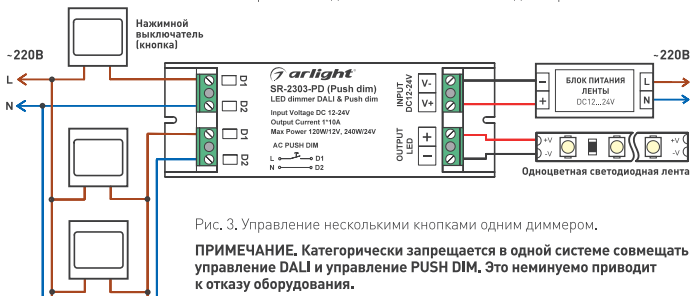 Нажимной
выключатель
(кнопка)
~220В
L
N
D1
D2
D1
D2
arlight
SR-2303-PD (Push dim)
LED dimmer DALI & Push dim
Input Voltage DC 12-24V
Output Current 1*10A
Max Power 120W/12V, 240W/24V
AC PUSH DIM
L D1
N D2
INPUT
DC12-24V
V-
V+
OUTPUT
LED
+
−
~220В
−
+
БЛОК ПИТАНИЯ
ЛЕНТЫ
DC12...24V
L
N
+V
-V
+V
-V
Одноцветная светодиодная лента
Рис. 3. Управление несколькими кнопками одним диммером.
ПРИМЕЧАНИЕ. Категорически запрещается в одной системе совмещать
управление DALI и управление PUSH DIM. Это неминуемо приводит
к отказу оборудования.